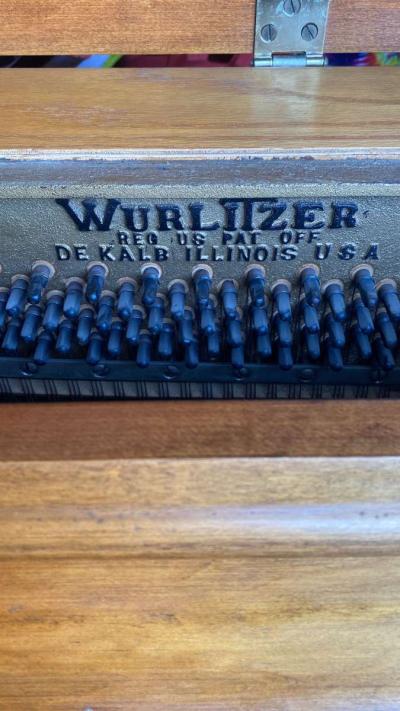 WURLITZER
REG US PAT OFF
DE KALB ILLINOIS USA